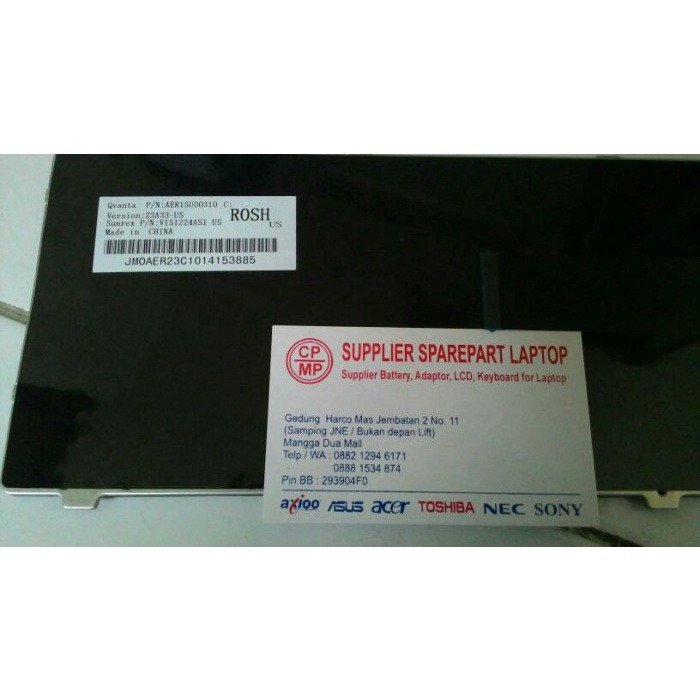 Qvanta P/N:AER15U00310 C:
Version:23A33-US
ROSH US
Sunrex P/N:V151224AS1 US
Made in CHINA
JMOAER23C1014153885
CP
MP
SUPPLIER SPAREPART LAPTOP
Supplier Battery, Adaptor, LCD, Keyboard for Laptop
Gedung Harco Mas Jembatan 2 No. 11
(Samping JNE / Bukan depan Lift)
Mangga Dua Mall
Telp / WA : 0882 1294 6171
0888 1534 874
Pin BB : 293904F0
axioo ASUS acer TOSHIBA NEC SONY